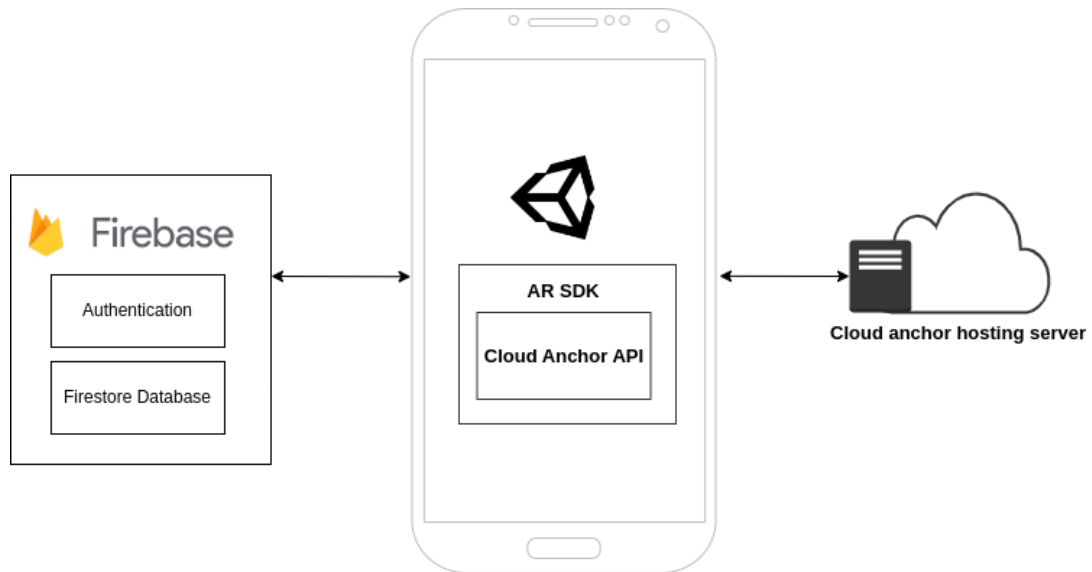 Firebase
Authentication
Firestore Database
AR SDK
Cloud Anchor API
Cloud anchor hosting server